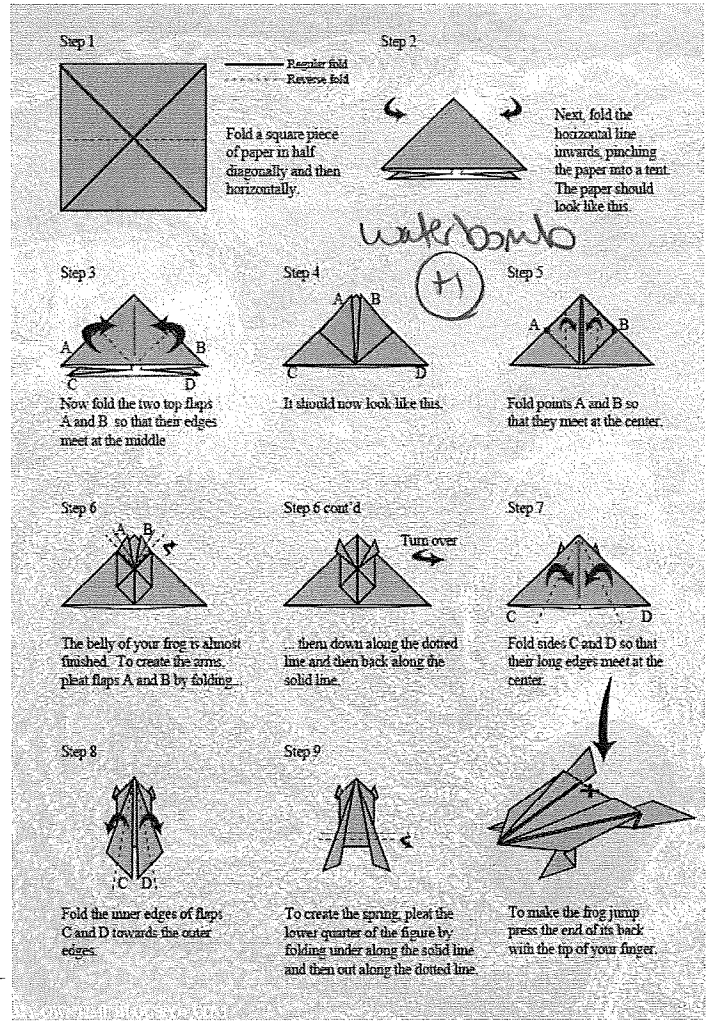 Step 1
Regular fold
Reverse fold
Fold a square piece
of paper in half
diagonally and then
horizontally.
Step 2
Next, fold the
horizontal line
inwards, pinching
the paper into a tent.
The paper should
look like this.
waterbomb
Step 3
A
B
C
D
Now fold the two top flaps
A and B so that their edges
meet at the middle
Step 4
A B
C
D
It should now look like this.
Step 5
A
B
Fold points A and B so
that they meet at the center.
Step 6
A B
The belly of your frog is almost
finished. To create the arms,
pleat flaps A and B by folding...
Step 6 cont'd
Turn over
... them down along the dotted
line and then back along the
solid line.
Step 7
C
D
Fold sides C and D so that
their long edges meet at the
center.
Step 8
C D
Fold the inner edges of flaps
C and D towards the outer
edges.
Step 9
To create the spring, pleat the
lower quarter of the figure by
folding under along the solid line
and then out along the dotted line.
To make the frog jump
press the end of its back
with the tip of your finger.